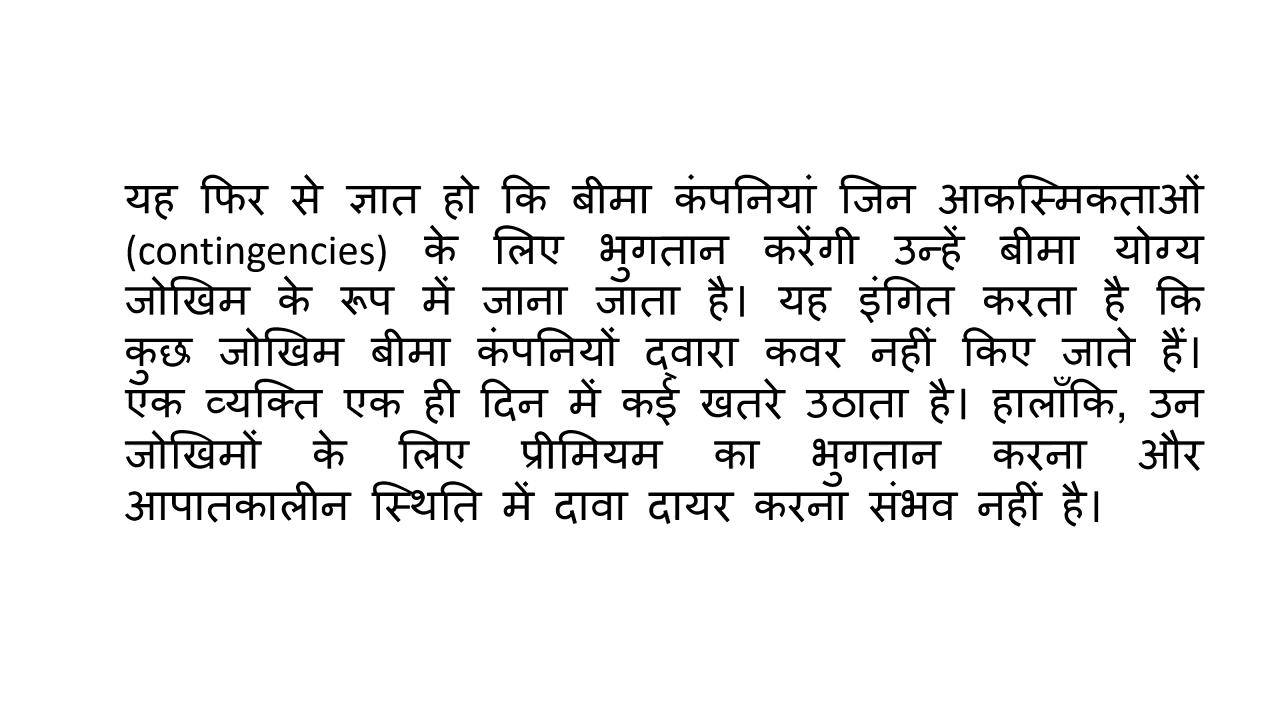 यह फिर से ज्ञात हो कि बीमा कंपनियां जिन आकस्मिकताओं
(contingencies) के लिए भुगतान करेंगी उन्हें बीमा योग्य
जोखिम के रूप में जाना जाता है। यह इंगित करता है कि
कुछ जोखिम बीमा कंपनियों द्वारा कवर नहीं किए जाते हैं।
एक व्यक्ति एक ही दिन में कई खतरे उठाता है। हालाँकि, उन
जोखिमों के लिए प्रीमियम का भुगतान करना और
आपातकालीन स्थिति में दावा दायर करना संभव नहीं है।